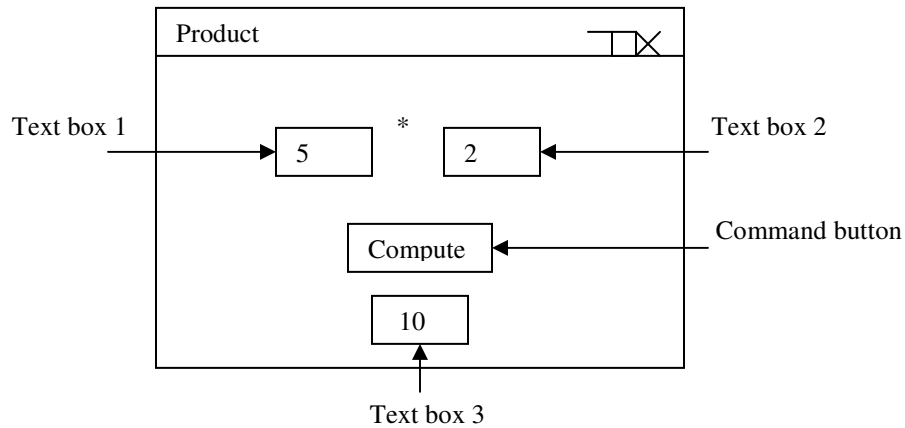 Product
Text box 1
*
Text box 2
5
2
Command button
Compute
10
Text box 3